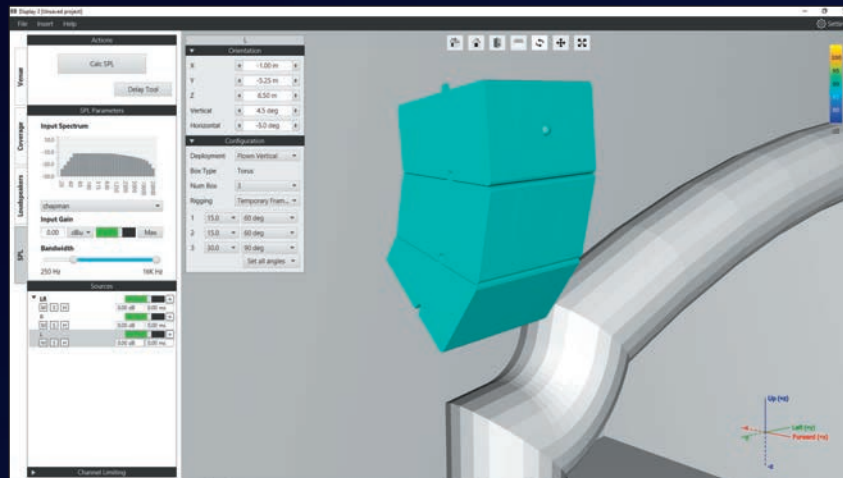 Display 3 [Unsaved project]
File Insert Help
Actions
Calc SPL
Delay Tool
SPL Parameters
Input Spectrum
chapman
Input Gain
0.00 dBu Max
Bandwidth
250 Hz 16K Hz
Sources
LR
M S
0.00 dB 0.00 ms
R
M S
0.00 dB 0.00 ms
L
M S
0.00 dB 0.00 ms
Channel Limiting
Venue
Coverage
Loudspeakers
SPL
L
Orientation
X -1.00 m
Y -5.25 m
Z 6.50 m
Vertical 4.5 deg
Horizontal -5.0 deg
Configuration
Deployment Flown Vertical
Box Type Torus
Num Box 3
Rigging Temporary Fram...
1 15.0 60 deg
2 15.0 60 deg
3 30.0 90 deg
Set all angles
Up (+z)
Forward (+x)